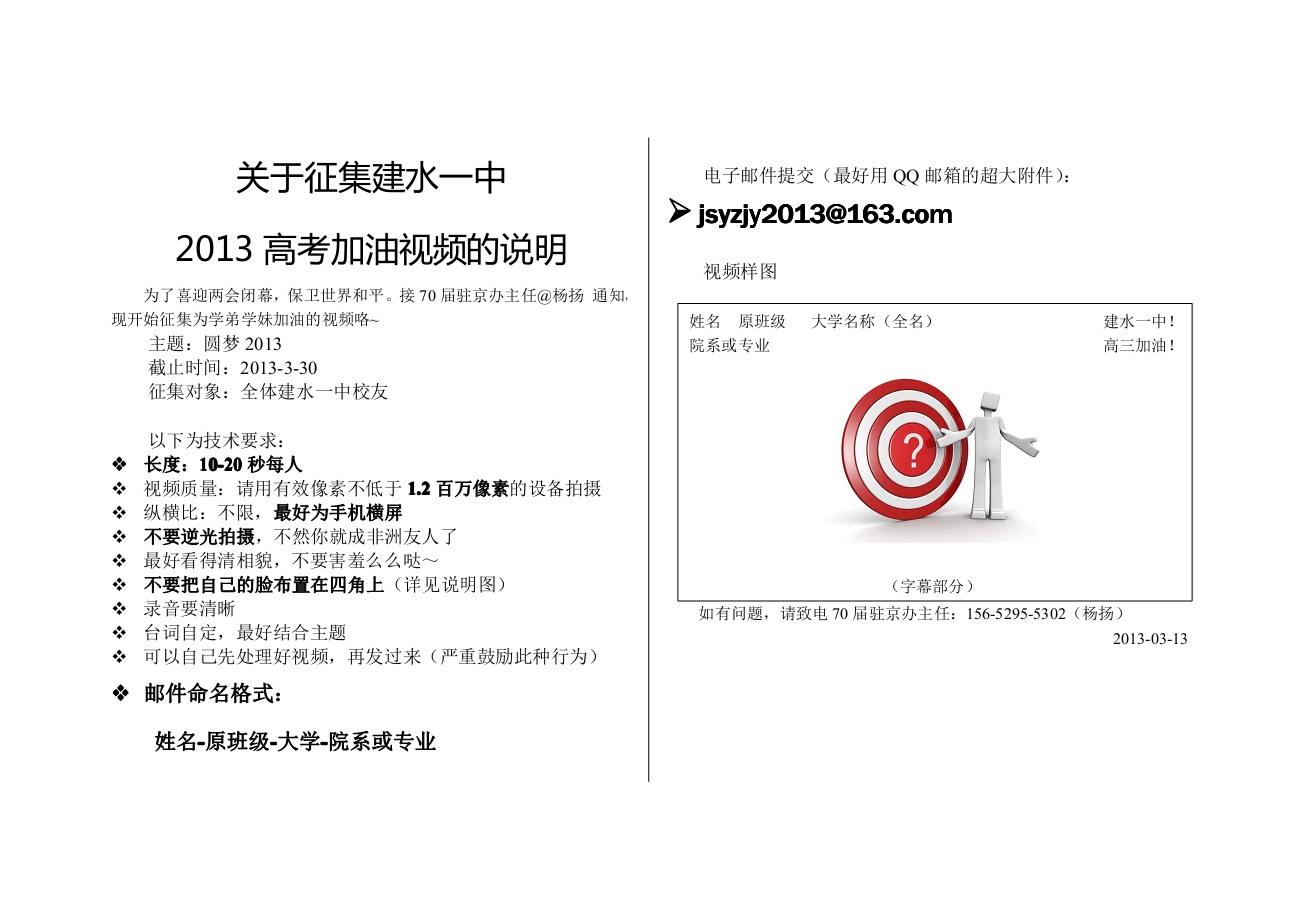 关于征集建水一中
2013 高考加油视频的说明
为了喜迎两会闭幕，保卫世界和平。接 70 届驻京办主任@杨扬 通知，
现开始征集为学弟学妹加油的视频咯~
主题：圆梦 2013
截止时间：2013-3-30
征集对象：全体建水一中校友
以下为技术要求：
❖ 长度：10-20 秒每人
❖ 视频质量：请用有效像素不低于 1.2 百万像素的设备拍摄
❖ 纵横比：不限，最好为手机横屏
❖ 不要逆光拍摄，不然你就成非洲友人了
❖ 最好看得清相貌，不要害羞么么哒～
❖ 不要把自己的脸布置在四角上（详见说明图）
❖ 录音要清晰
❖ 台词自定，最好结合主题
❖ 可以自己先处理好视频，再发过来（严重鼓励此种行为）
❖ 邮件命名格式：
姓名-原班级-大学-院系或专业
电子邮件提交（最好用 QQ 邮箱的超大附件）：
➢ jsyzjy2013@163.com
视频样图
姓名 原班级 大学名称（全名） 建水一中！
院系或专业 高三加油！
?
（字幕部分）
如有问题，请致电 70 届驻京办主任：156-5295-5302（杨扬）
2013-03-13